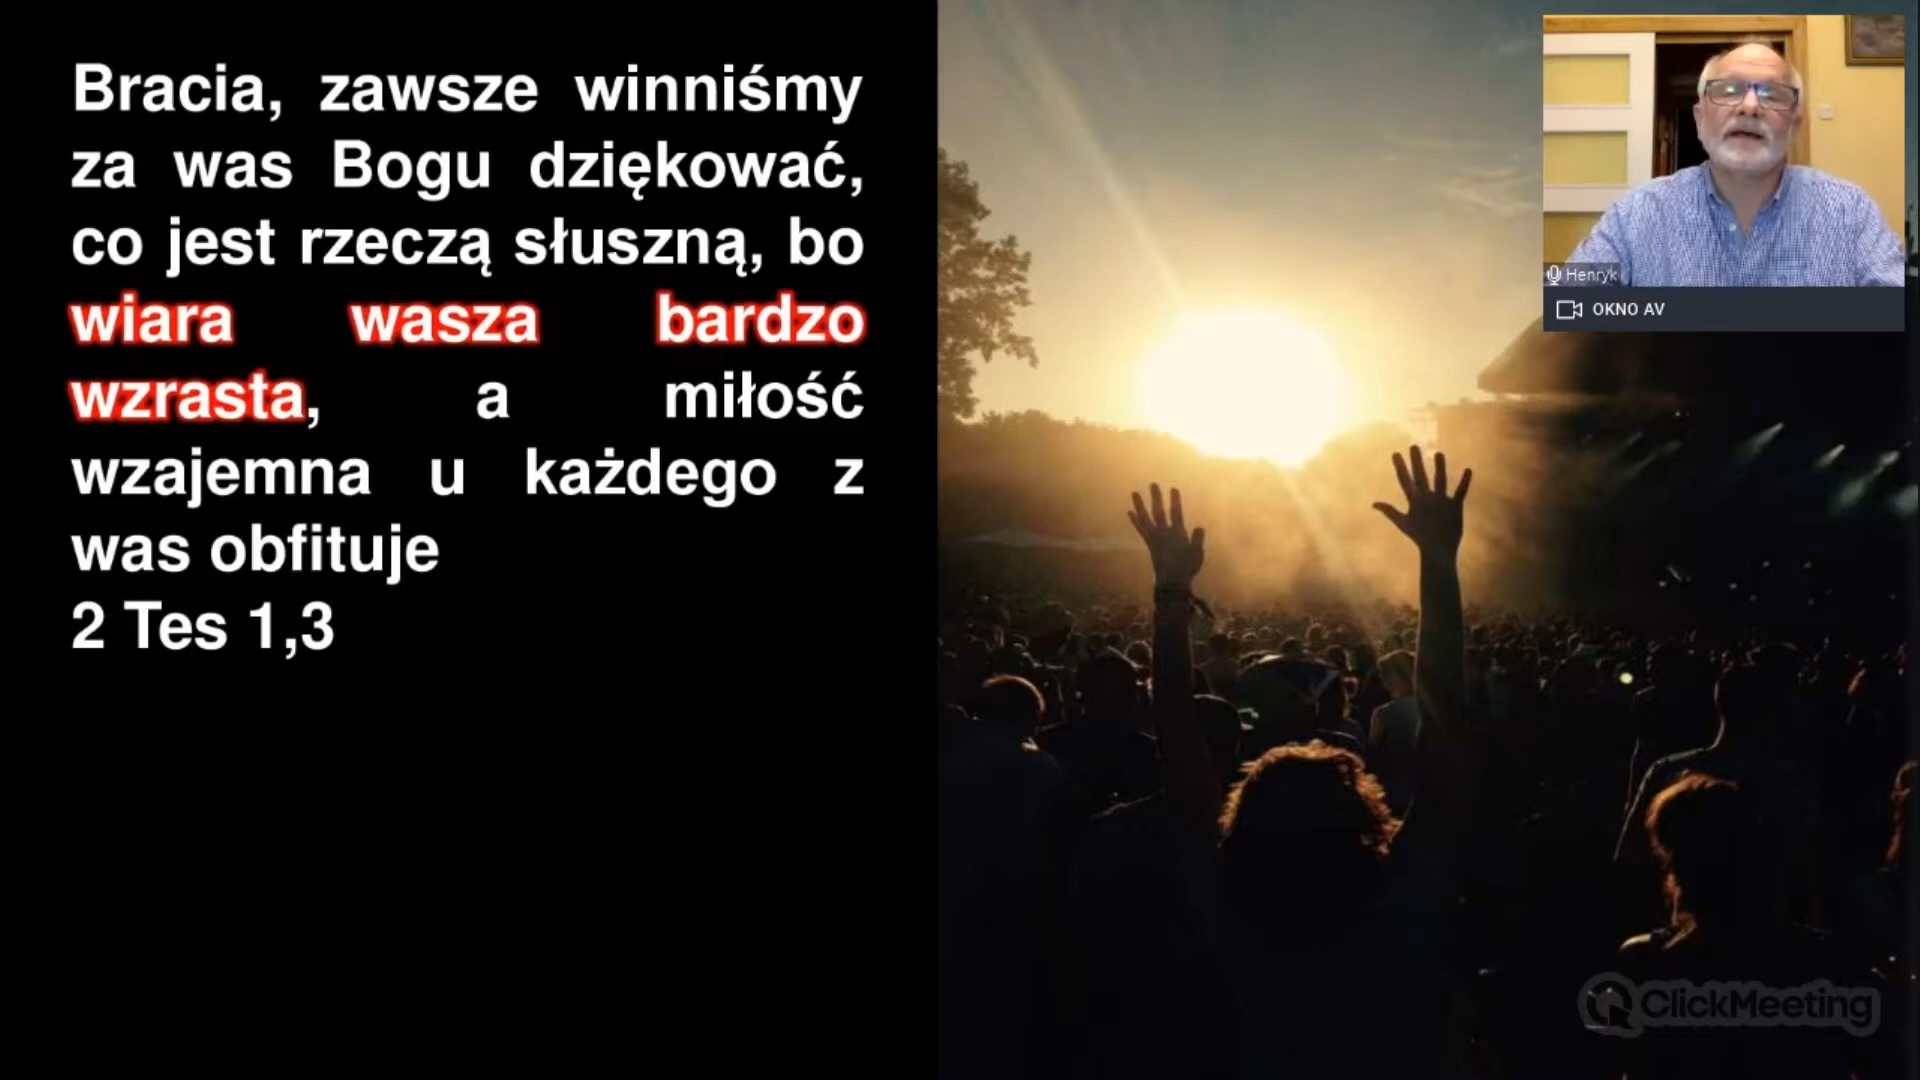 Bracia, zawsze winniśmy
za was Bogu dziękować,
co jest rzeczą słuszną, bo
wiara wasza bardzo
wzrasta, a miłość
wzajemna u każdego z
was obfituje
2 Tes 1,3
Henryk
OKNO AV
ClickMeeting